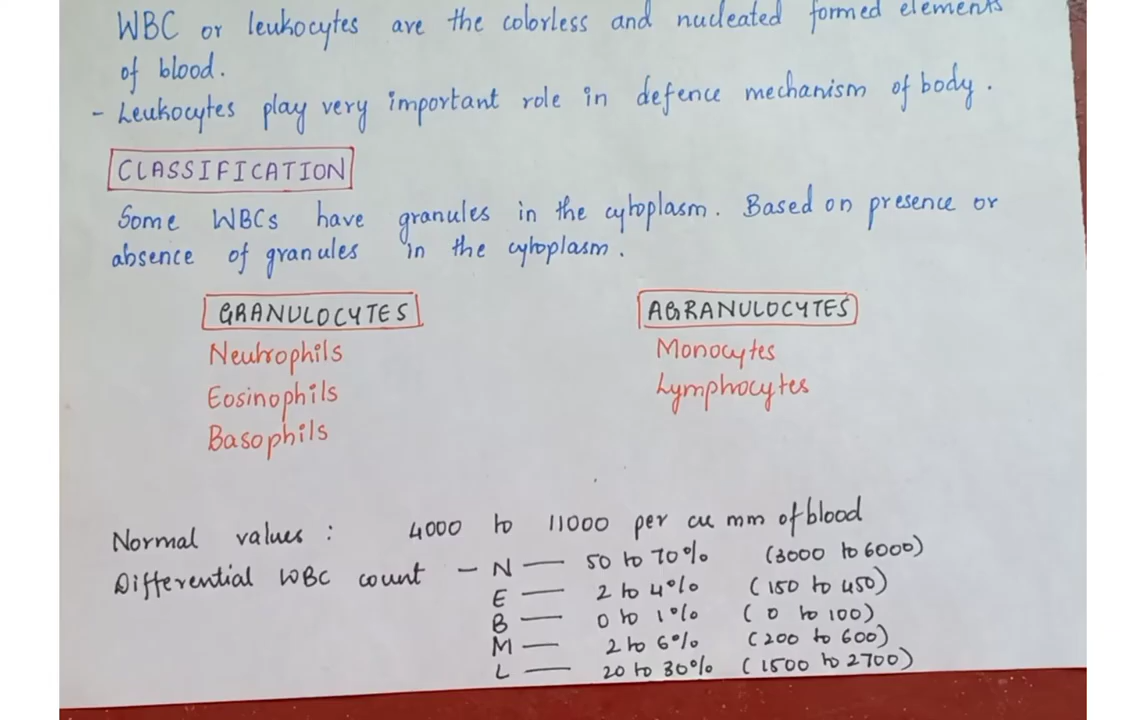 WBC or leukocytes are the colorless and nucleated formed elements
of blood.
- Leukocytes play very important role in defence mechanism of body.
CLASSIFICATION
Some WBCs have granules in the cytoplasm. Based on presence or
absence of granules in the cytoplasm.
GRANULOCYTES
Neutrophils
Eosinophils
Basophils
AGRANULOCYTES
Monocytes
Lymphocytes
Normal values : 4000 to 11000 per cu mm of blood
Differential WBC count - N — 50 to 70% (3000 to 6000)
E — 2 to 4% (150 to 450)
B — 0 to 1% ( 0 to 100)
M — 2 to 6% (200 to 600)
L — 20 to 30% (1500 to 2700)